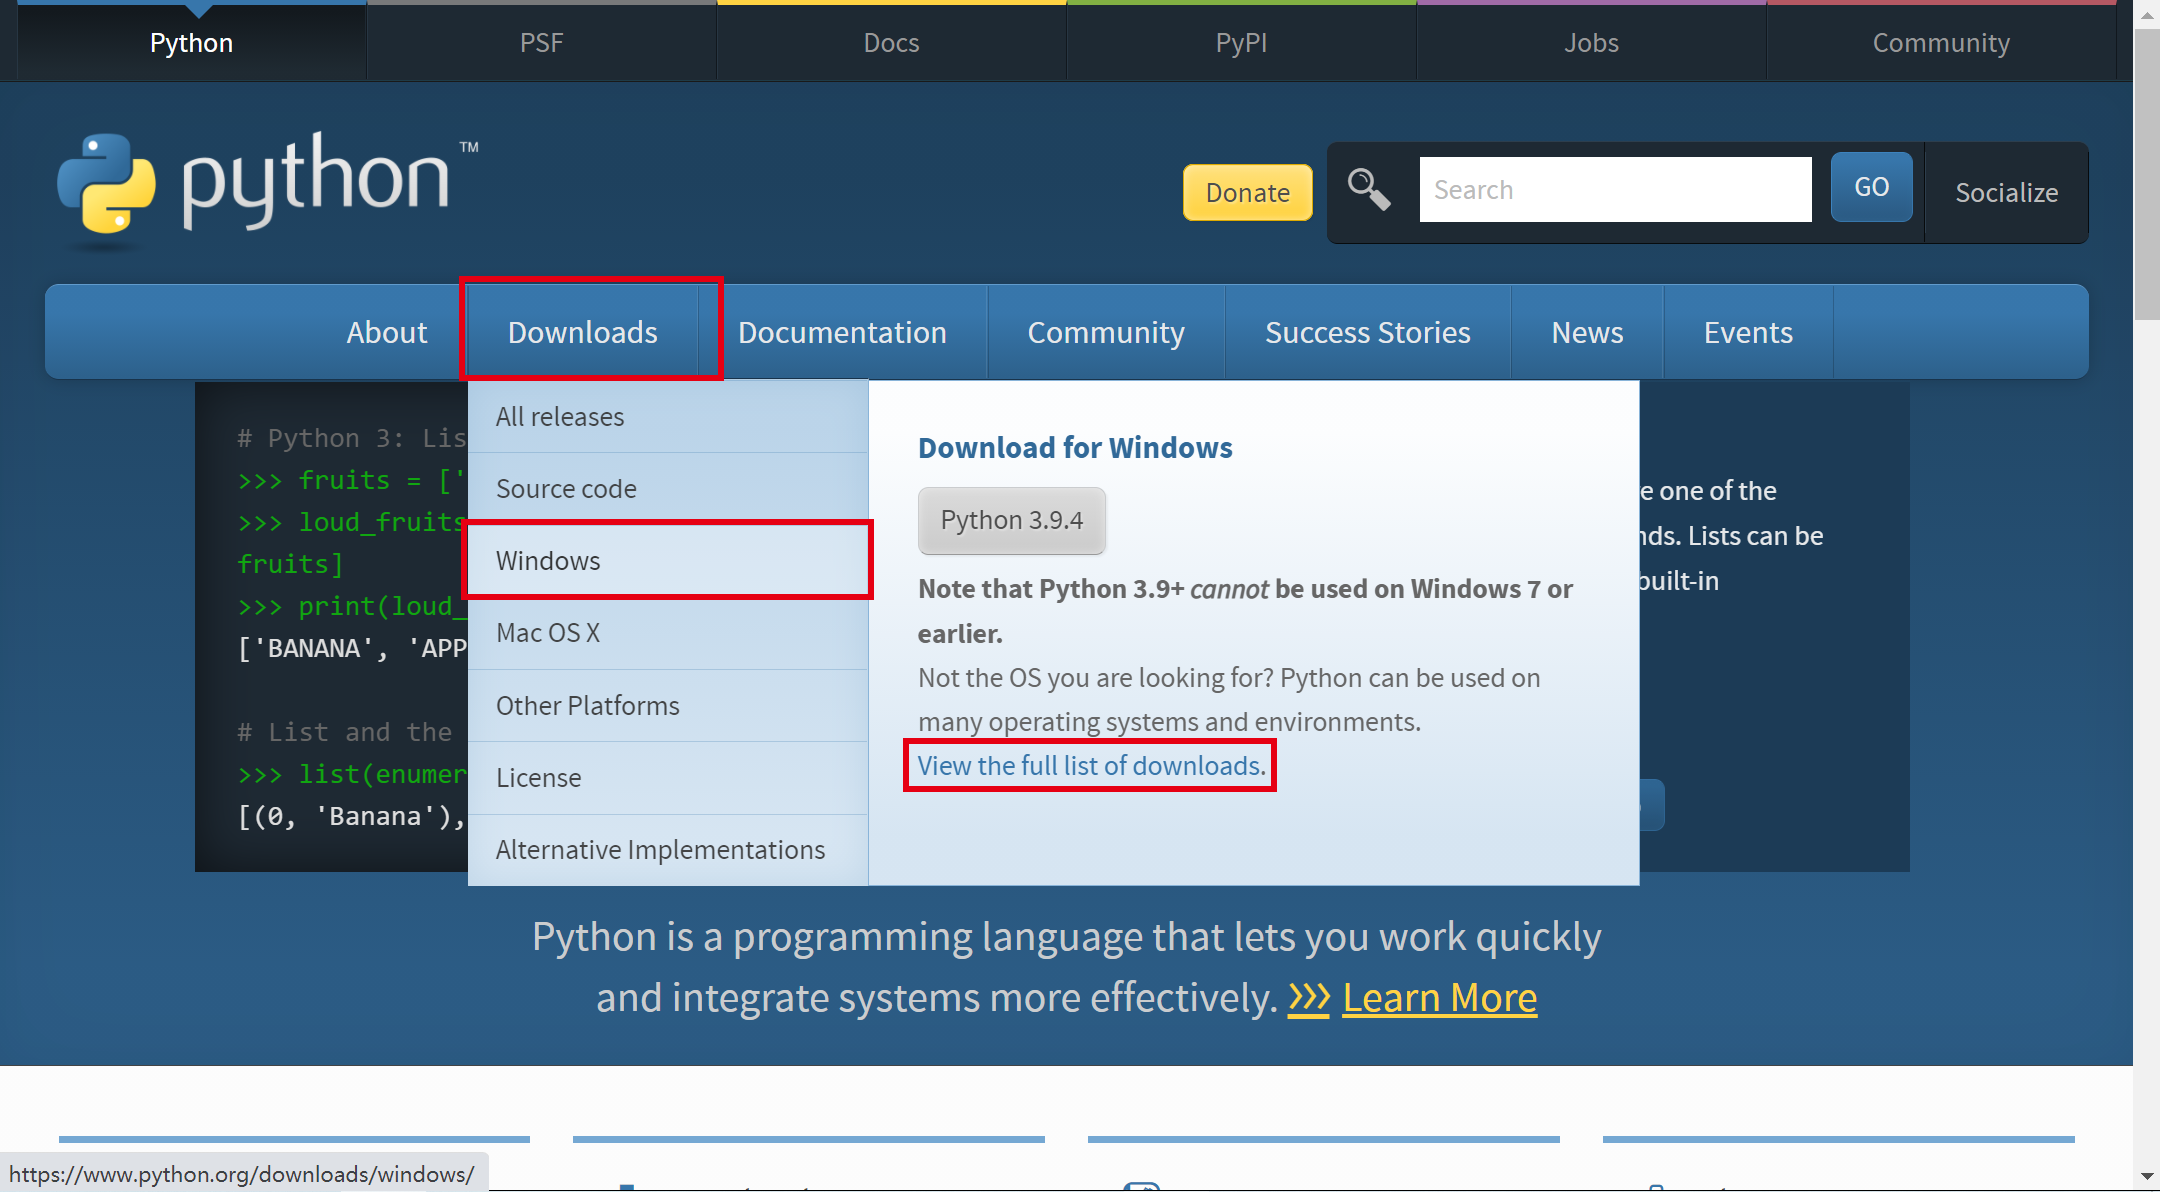 Python
PSF
Docs
PyPI
Jobs
Community
python™
Donate
Search
GO
Socialize
About
Downloads
Documentation
Community
Success Stories
News
Events
# Python 3: Lis
>>> fruits = ['
>>> loud_fruits
fruits]
>>> print(loud_
['BANANA', 'APP
# List and the
>>> list(enumer
[(0, 'Banana'),
All releases
Source code
Windows
Mac OS X
Other Platforms
License
Alternative Implementations
Download for Windows
Python 3.9.4
Note that Python 3.9+ cannot be used on Windows 7 or
earlier.
Not the OS you are looking for? Python can be used on
many operating systems and environments.
View the full list of downloads.
e one of the
nds. Lists can be
built-in
Python is a programming language that lets you work quickly
and integrate systems more effectively. >>> Learn More
https://www.python.org/downloads/windows/